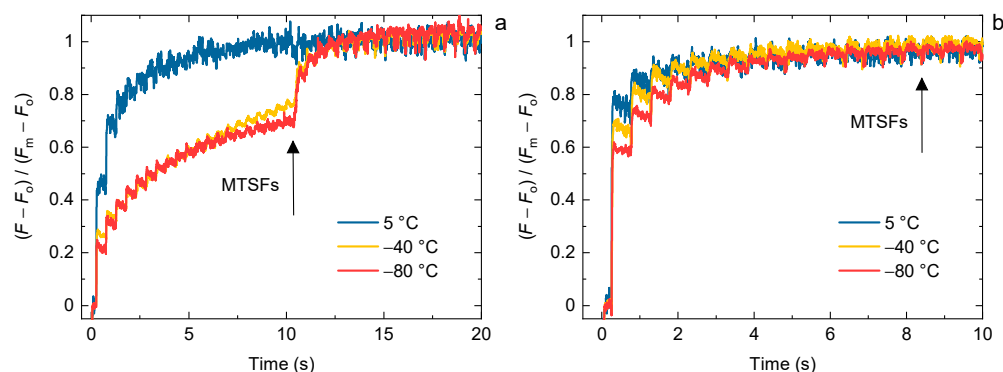 a
(F – Fₒ) / (Fₘ – Fₒ)
1
0.8
0.6
0.4
0.2
0
MTSFs
5 °C
–40 °C
–80 °C
0
5
10
15
20
Time (s)
b
(F – Fₒ) / (Fₘ – Fₒ)
1
0.8
0.6
0.4
0.2
0
MTSFs
5 °C
–40 °C
–80 °C
0
2
4
6
8
10
Time (s)